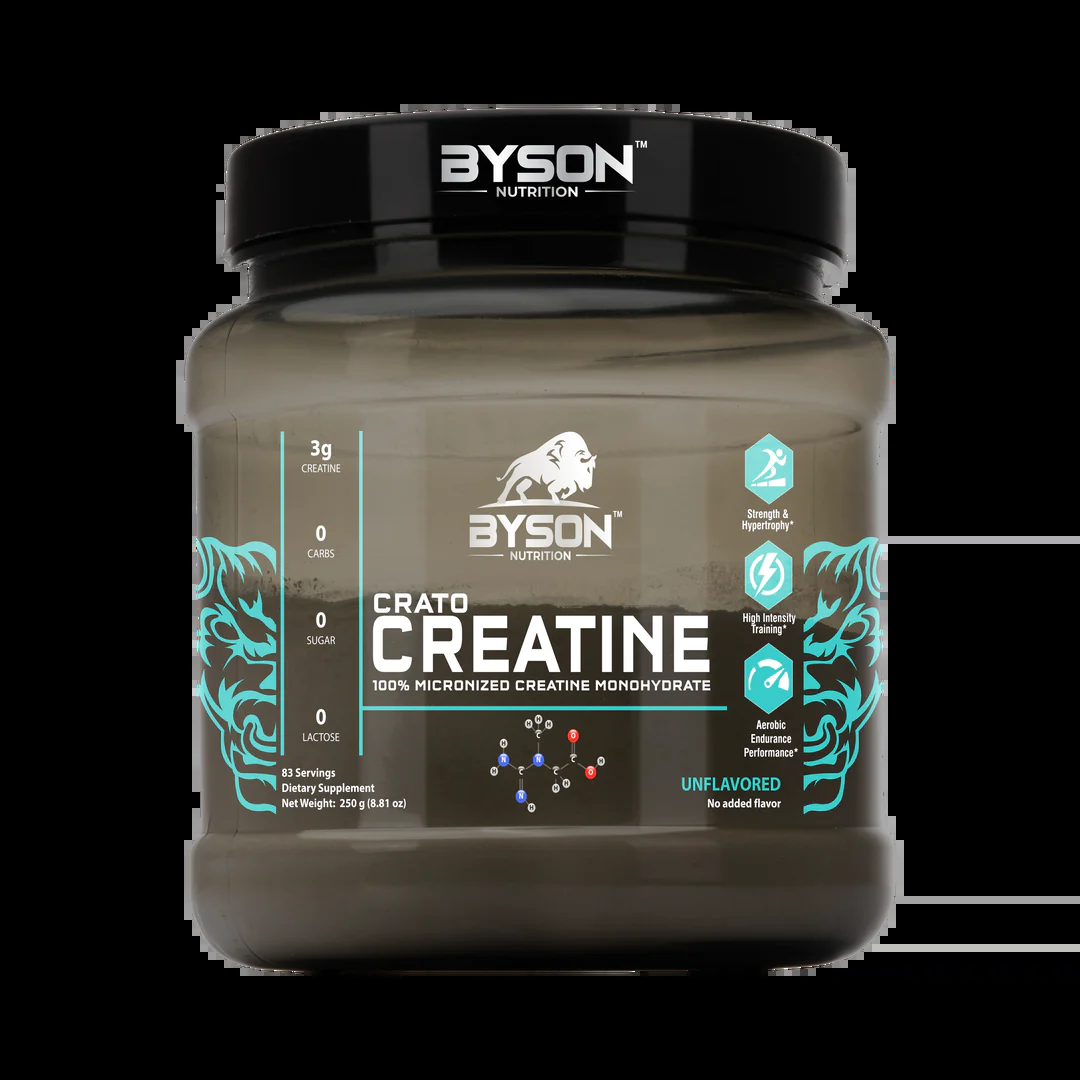 BYSON™
NUTRITION
3g
CREATINE
0
CARBS
0
SUGAR
0
LACTOSE
83 Servings
Dietary Supplement
Net Weight: 250 g (8.81 oz)
BYSON™
NUTRITION
CRATO
CREATINE
100% MICRONIZED CREATINE MONOHYDRATE
H H H
C
H
H N C N C C O H
H H O
N H
Strength &
Hypertrophy*
High Intensity
Training*
Aerobic
Endurance
Performance*
UNFLAVORED
No added flavor